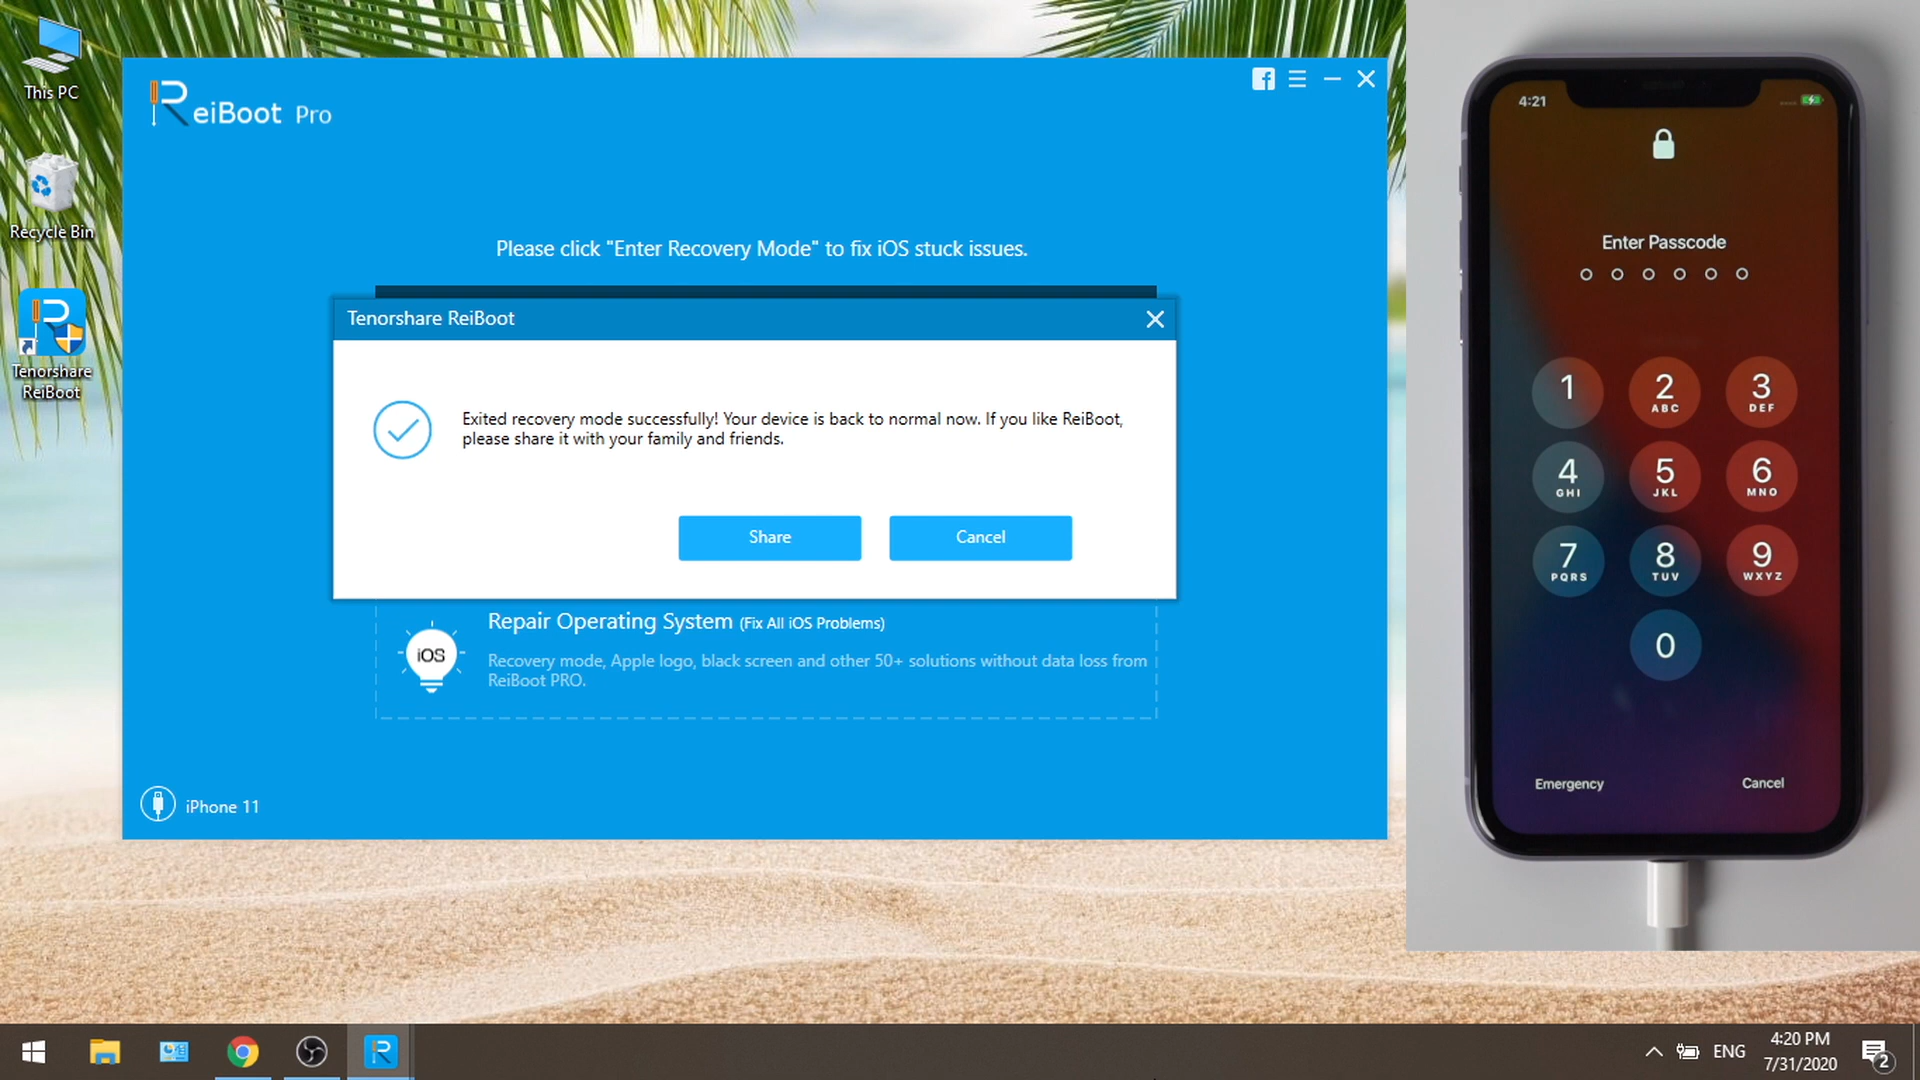 This PC
Recycle Bin
Tenorshare
ReiBoot
ReiBoot Pro
Please click "Enter Recovery Mode" to fix iOS stuck issues.
Tenorshare ReiBoot
Exited recovery mode successfully! Your device is back to normal now. If you like ReiBoot,
please share it with your family and friends.
Share
Cancel
iOS
Repair Operating System (Fix All iOS Problems)
Recovery mode, Apple logo, black screen and other 50+ solutions without data loss from
ReiBoot PRO.
iPhone 11
4:21
Enter Passcode
1
2
ABC
3
DEF
4
GHI
5
JKL
6
MNO
7
PQRS
8
TUV
9
WXYZ
0
Emergency
Cancel
ENG
4:20 PM
7/31/2020
2